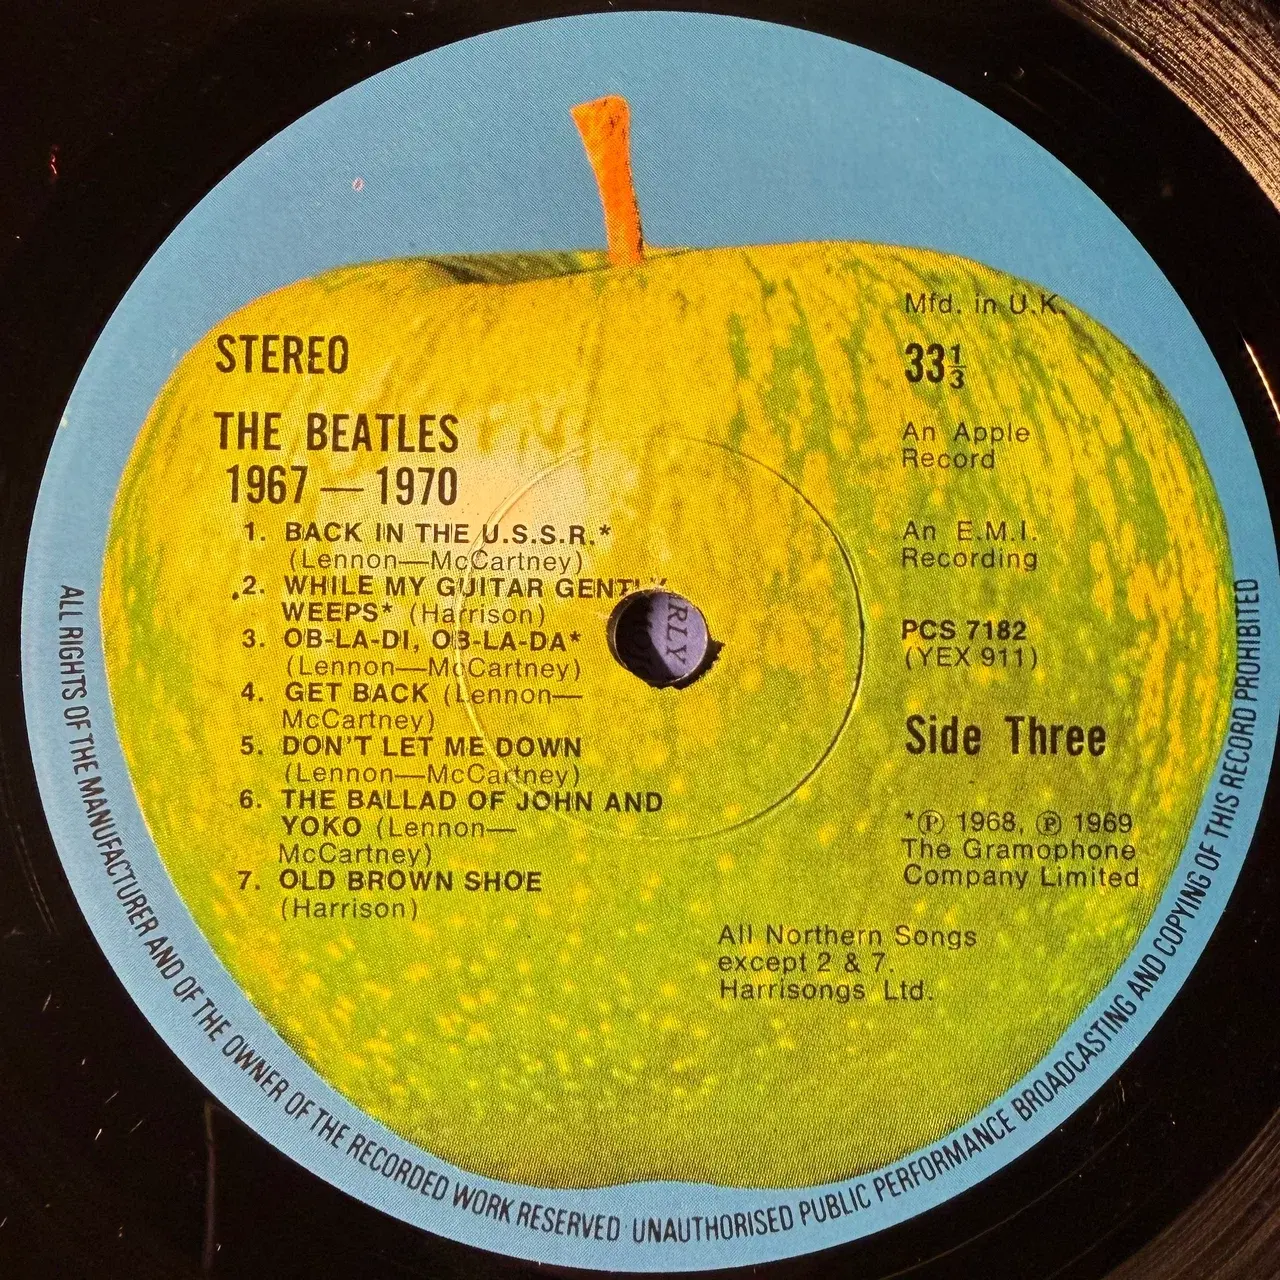 STEREO
THE BEATLES
1967 — 1970
1. BACK IN THE U.S.S.R.*
(Lennon—McCartney)
2. WHILE MY GUITAR GENTLY
WEEPS* (Harrison)
3. OB-LA-DI, OB-LA-DA*
(Lennon—McCartney)
4. GET BACK (Lennon—
McCartney)
5. DON'T LET ME DOWN
(Lennon—McCartney)
6. THE BALLAD OF JOHN AND
YOKO (Lennon—
McCartney)
7. OLD BROWN SHOE
(Harrison)
Mfd. in U.K.
33⅓
An Apple
Record
An E.M.I.
Recording
PCS 7182
(YEX 911)
Side Three
*℗ 1968, ℗ 1969
The Gramophone
Company Limited
All Northern Songs
except 2 & 7.
Harrisongs Ltd.
ALL RIGHTS OF THE MANUFACTURER AND OF THE OWNER OF THE RECORDED WORK RESERVED · UNAUTHORISED PUBLIC PERFORMANCE BROADCASTING AND COPYING OF THIS RECORD PROHIBITED